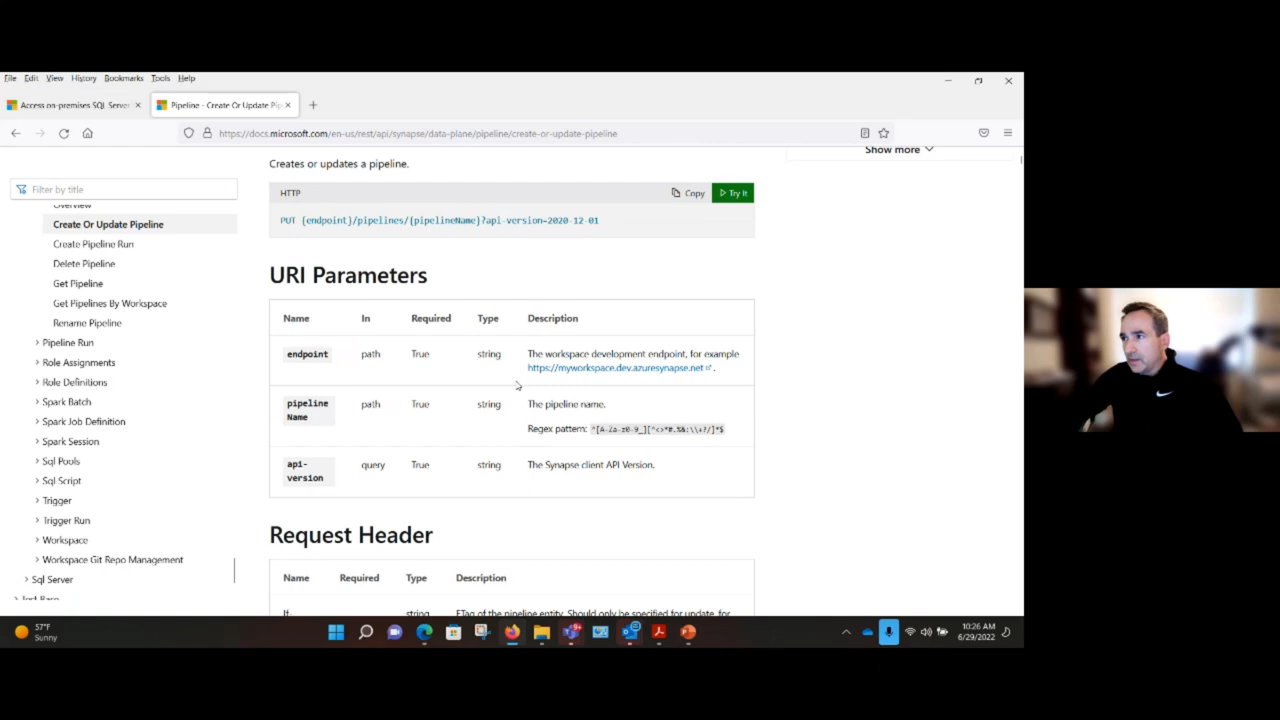 File Edit View History Bookmarks Tools Help
Access on-premises SQL Server
Pipeline - Create Or Update Pip
https://docs.microsoft.com/en-us/rest/api/synapse/data-plane/pipeline/create-or-update-pipeline
Show more
Filter by title
Overview
Create Or Update Pipeline
Create Pipeline Run
Delete Pipeline
Get Pipeline
Get Pipelines By Workspace
Rename Pipeline
Pipeline Run
Role Assignments
Role Definitions
Spark Batch
Spark Job Definition
Spark Session
Sql Pools
Sql Script
Trigger
Trigger Run
Workspace
Workspace Git Repo Management
Sql Server
Creates or updates a pipeline.
HTTP
Copy
Try It
PUT {endpoint}/pipelines/{pipelineName}?api-version=2020-12-01
URI Parameters
Name In Required Type Description
endpoint path True string The workspace development endpoint, for example
https://myworkspace.dev.azuresynapse.net .
pipeline path True string The pipeline name.
Name
Regex pattern:
api- query True string The Synapse client API Version.
version
Request Header
Name Required Type Description
If- string ETag of the pipeline entity. Should only be specified for update, for
57°F
Sunny
10:26 AM
6/29/2022